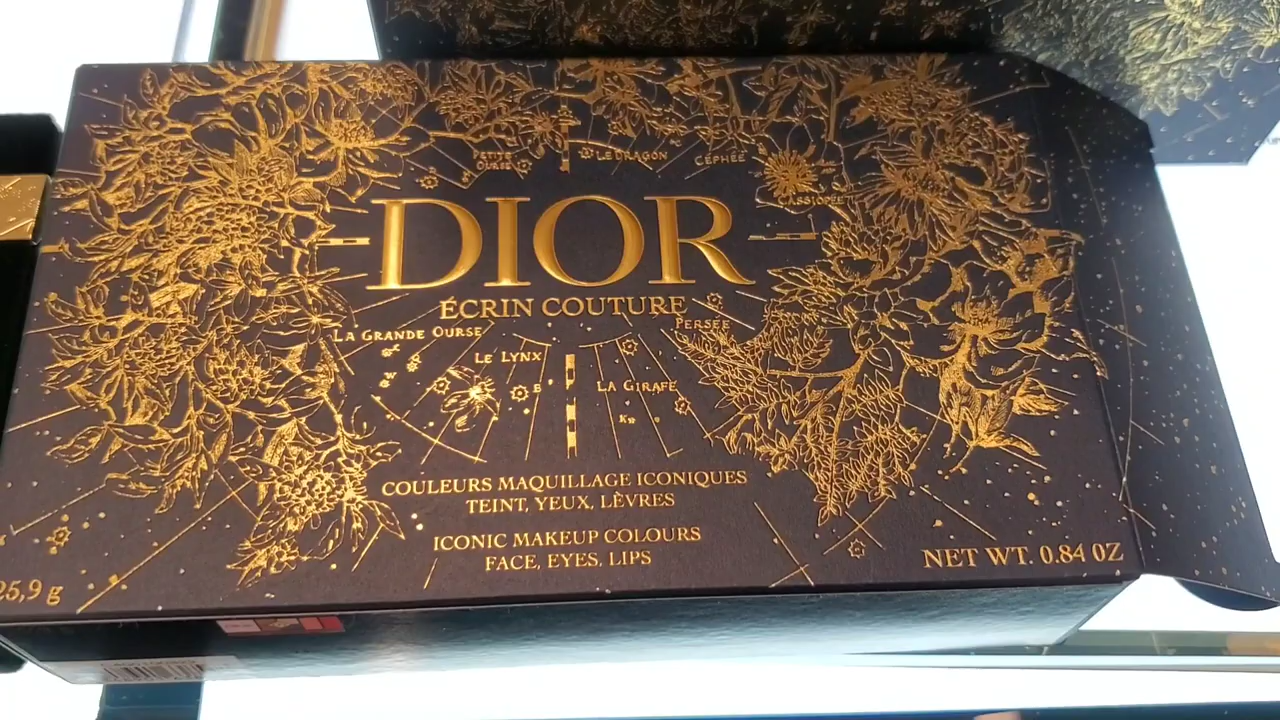 PETITE
OURSE
LE DRAGON
CÉPHÉE
CASSIOPÉE
DIOR
ÉCRIN COUTURE
LA GRANDE OURSE
PERSÉE
LE LYNX
B
LA GIRAFE
COULEURS MAQUILLAGE ICONIQUES
TEINT, YEUX, LÈVRES
ICONIC MAKEUP COLOURS
FACE, EYES, LIPS
25,9 g
NET WT. 0.84 OZ